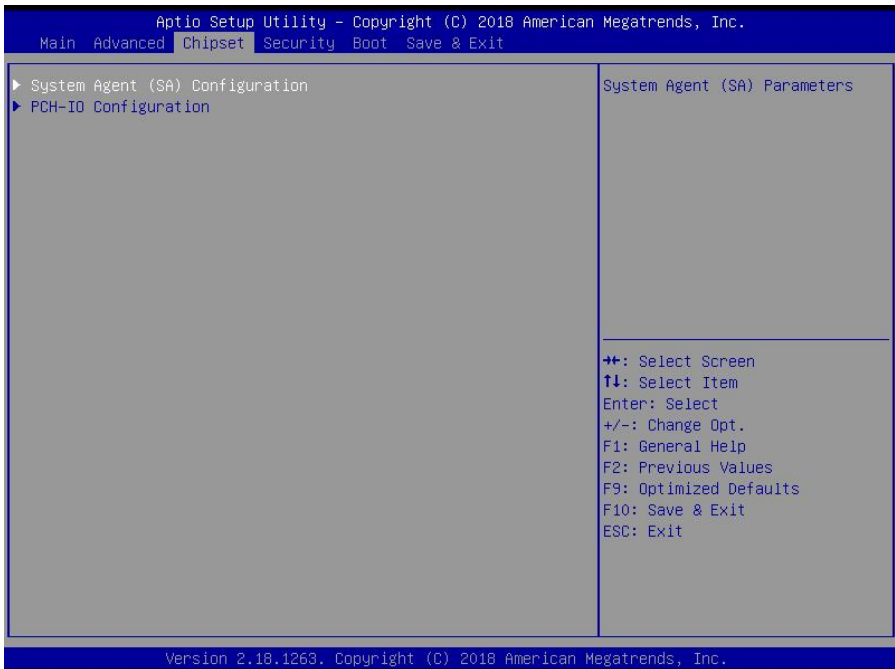 Aptio Setup Utility – Copyright (C) 2018 American Megatrends, Inc.
Main Advanced Chipset Security Boot Save & Exit
System Agent (SA) Configuration
PCH-IO Configuration
System Agent (SA) Parameters
→←: Select Screen
↑↓: Select Item
Enter: Select
+/-: Change Opt.
F1: General Help
F2: Previous Values
F9: Optimized Defaults
F10: Save & Exit
ESC: Exit
Version 2.18.1263. Copyright (C) 2018 American Megatrends, Inc.